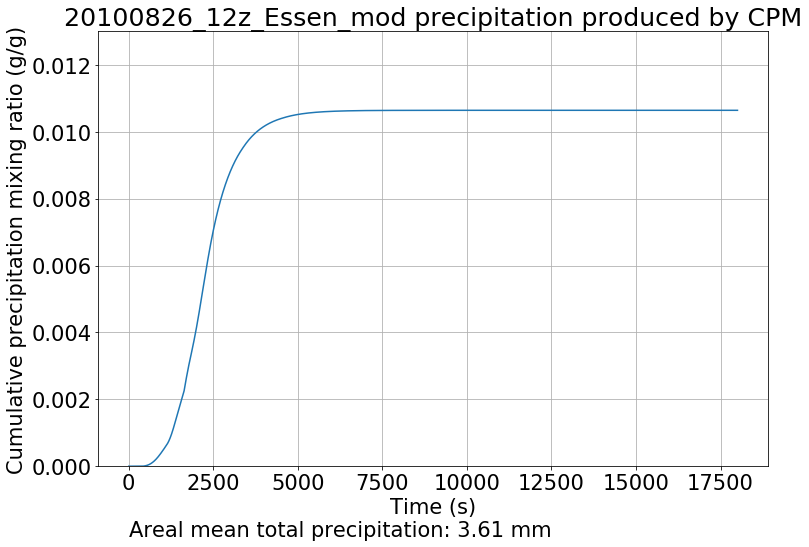 20100826_12z_Essen_mod precipitation produced by CPM
Cumulative precipitation mixing ratio (g/g)
0.012
0.010
0.008
0.006
0.004
0.002
0.000
0 2500 5000 7500 10000 12500 15000 17500
Time (s)
Areal mean total precipitation: 3.61 mm